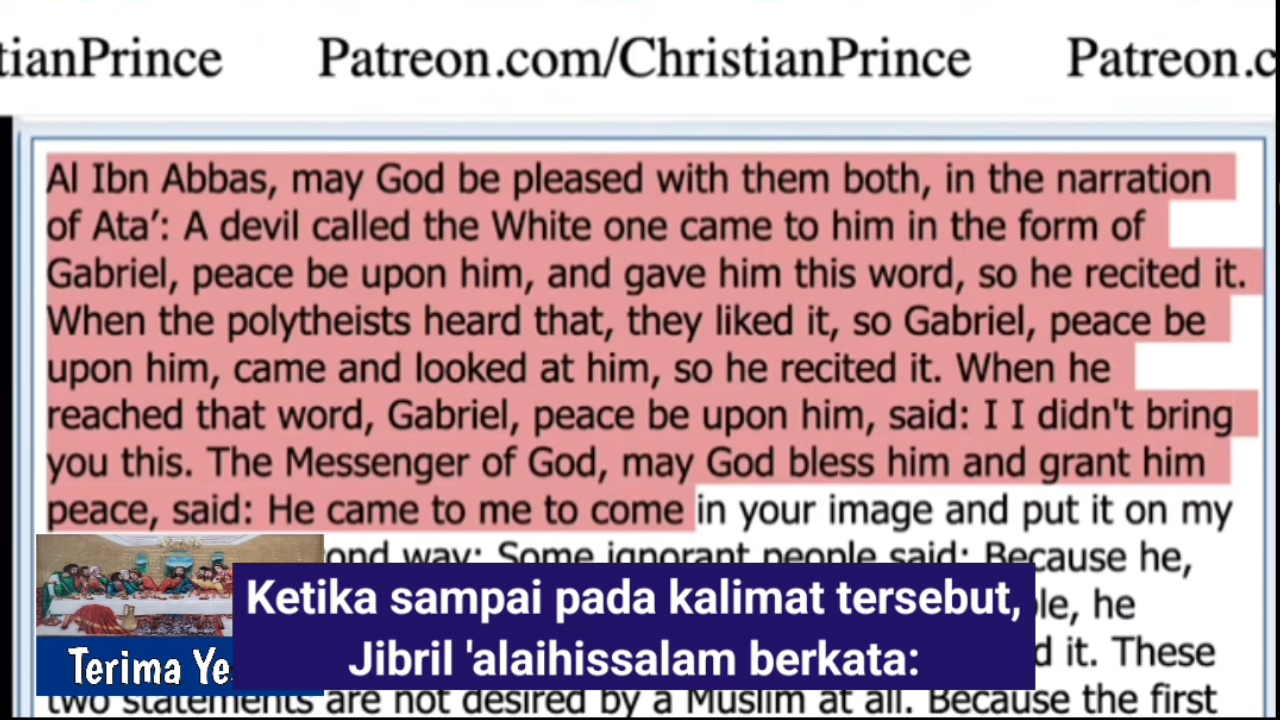 tianPrince Patreon.com/ChristianPrince Patreon.c
Al Ibn Abbas, may God be pleased with them both, in the narration
of Ata’: A devil called the White one came to him in the form of
Gabriel, peace be upon him, and gave him this word, so he recited it.
When the polytheists heard that, they liked it, so Gabriel, peace be
upon him, came and looked at him, so he recited it. When he
reached that word, Gabriel, peace be upon him, said: I I didn't bring
you this. The Messenger of God, may God bless him and grant him
peace, said: He came to me to come in your image and put it on my
ond way: Some ignorant people said: Because he,
le, he
d it. These
two statements are not desired by a Muslim at all. Because the first
Ketika sampai pada kalimat tersebut,
Jibril 'alaihissalam berkata:
Terima Ye